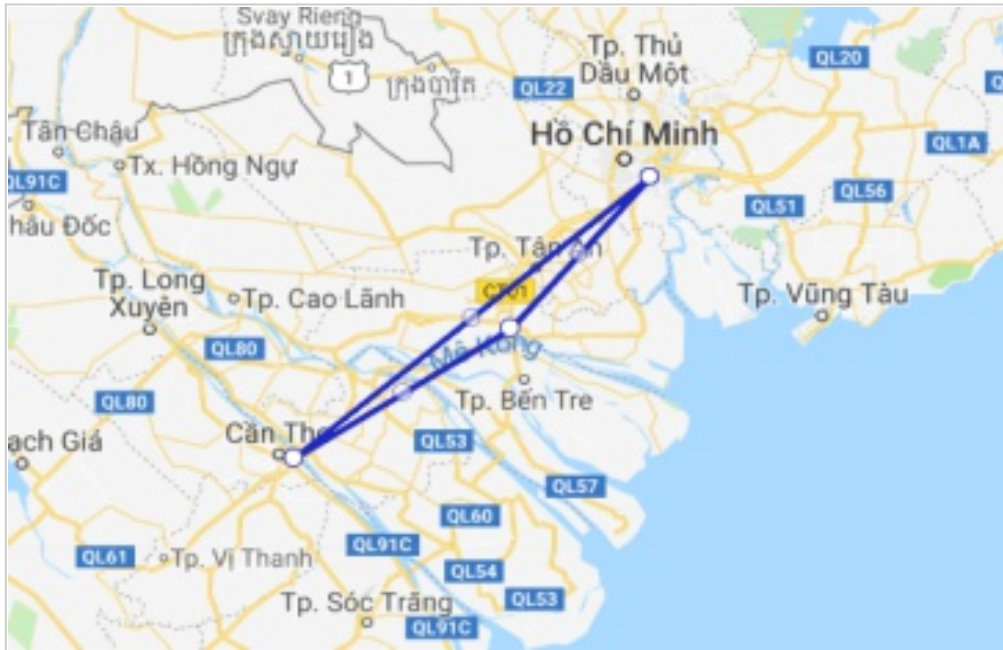 Svay Rieng
ក្រុងស្វាយរៀង
1
ក្រុងបាវិត
QL22
Tp. Thủ
Dầu Một
QL20
Tân Châu
Tx. Hồng Ngự
Hồ Chí Minh
QL1A
QL91C
hâu Đốc
QL51
QL56
Tp. Long
Xuyên
Tp. Cao Lãnh
Tp. Tân An
CT01
Tp. Vũng Tàu
QL80
Mê Kông
Tp. Bến Tre
QL80
ạch Giá
Cần Thơ
QL53
QL57
QL60
QL91C
QL61
Tp. Vị Thanh
QL54
QL53
Tp. Sóc Trăng
QL91C